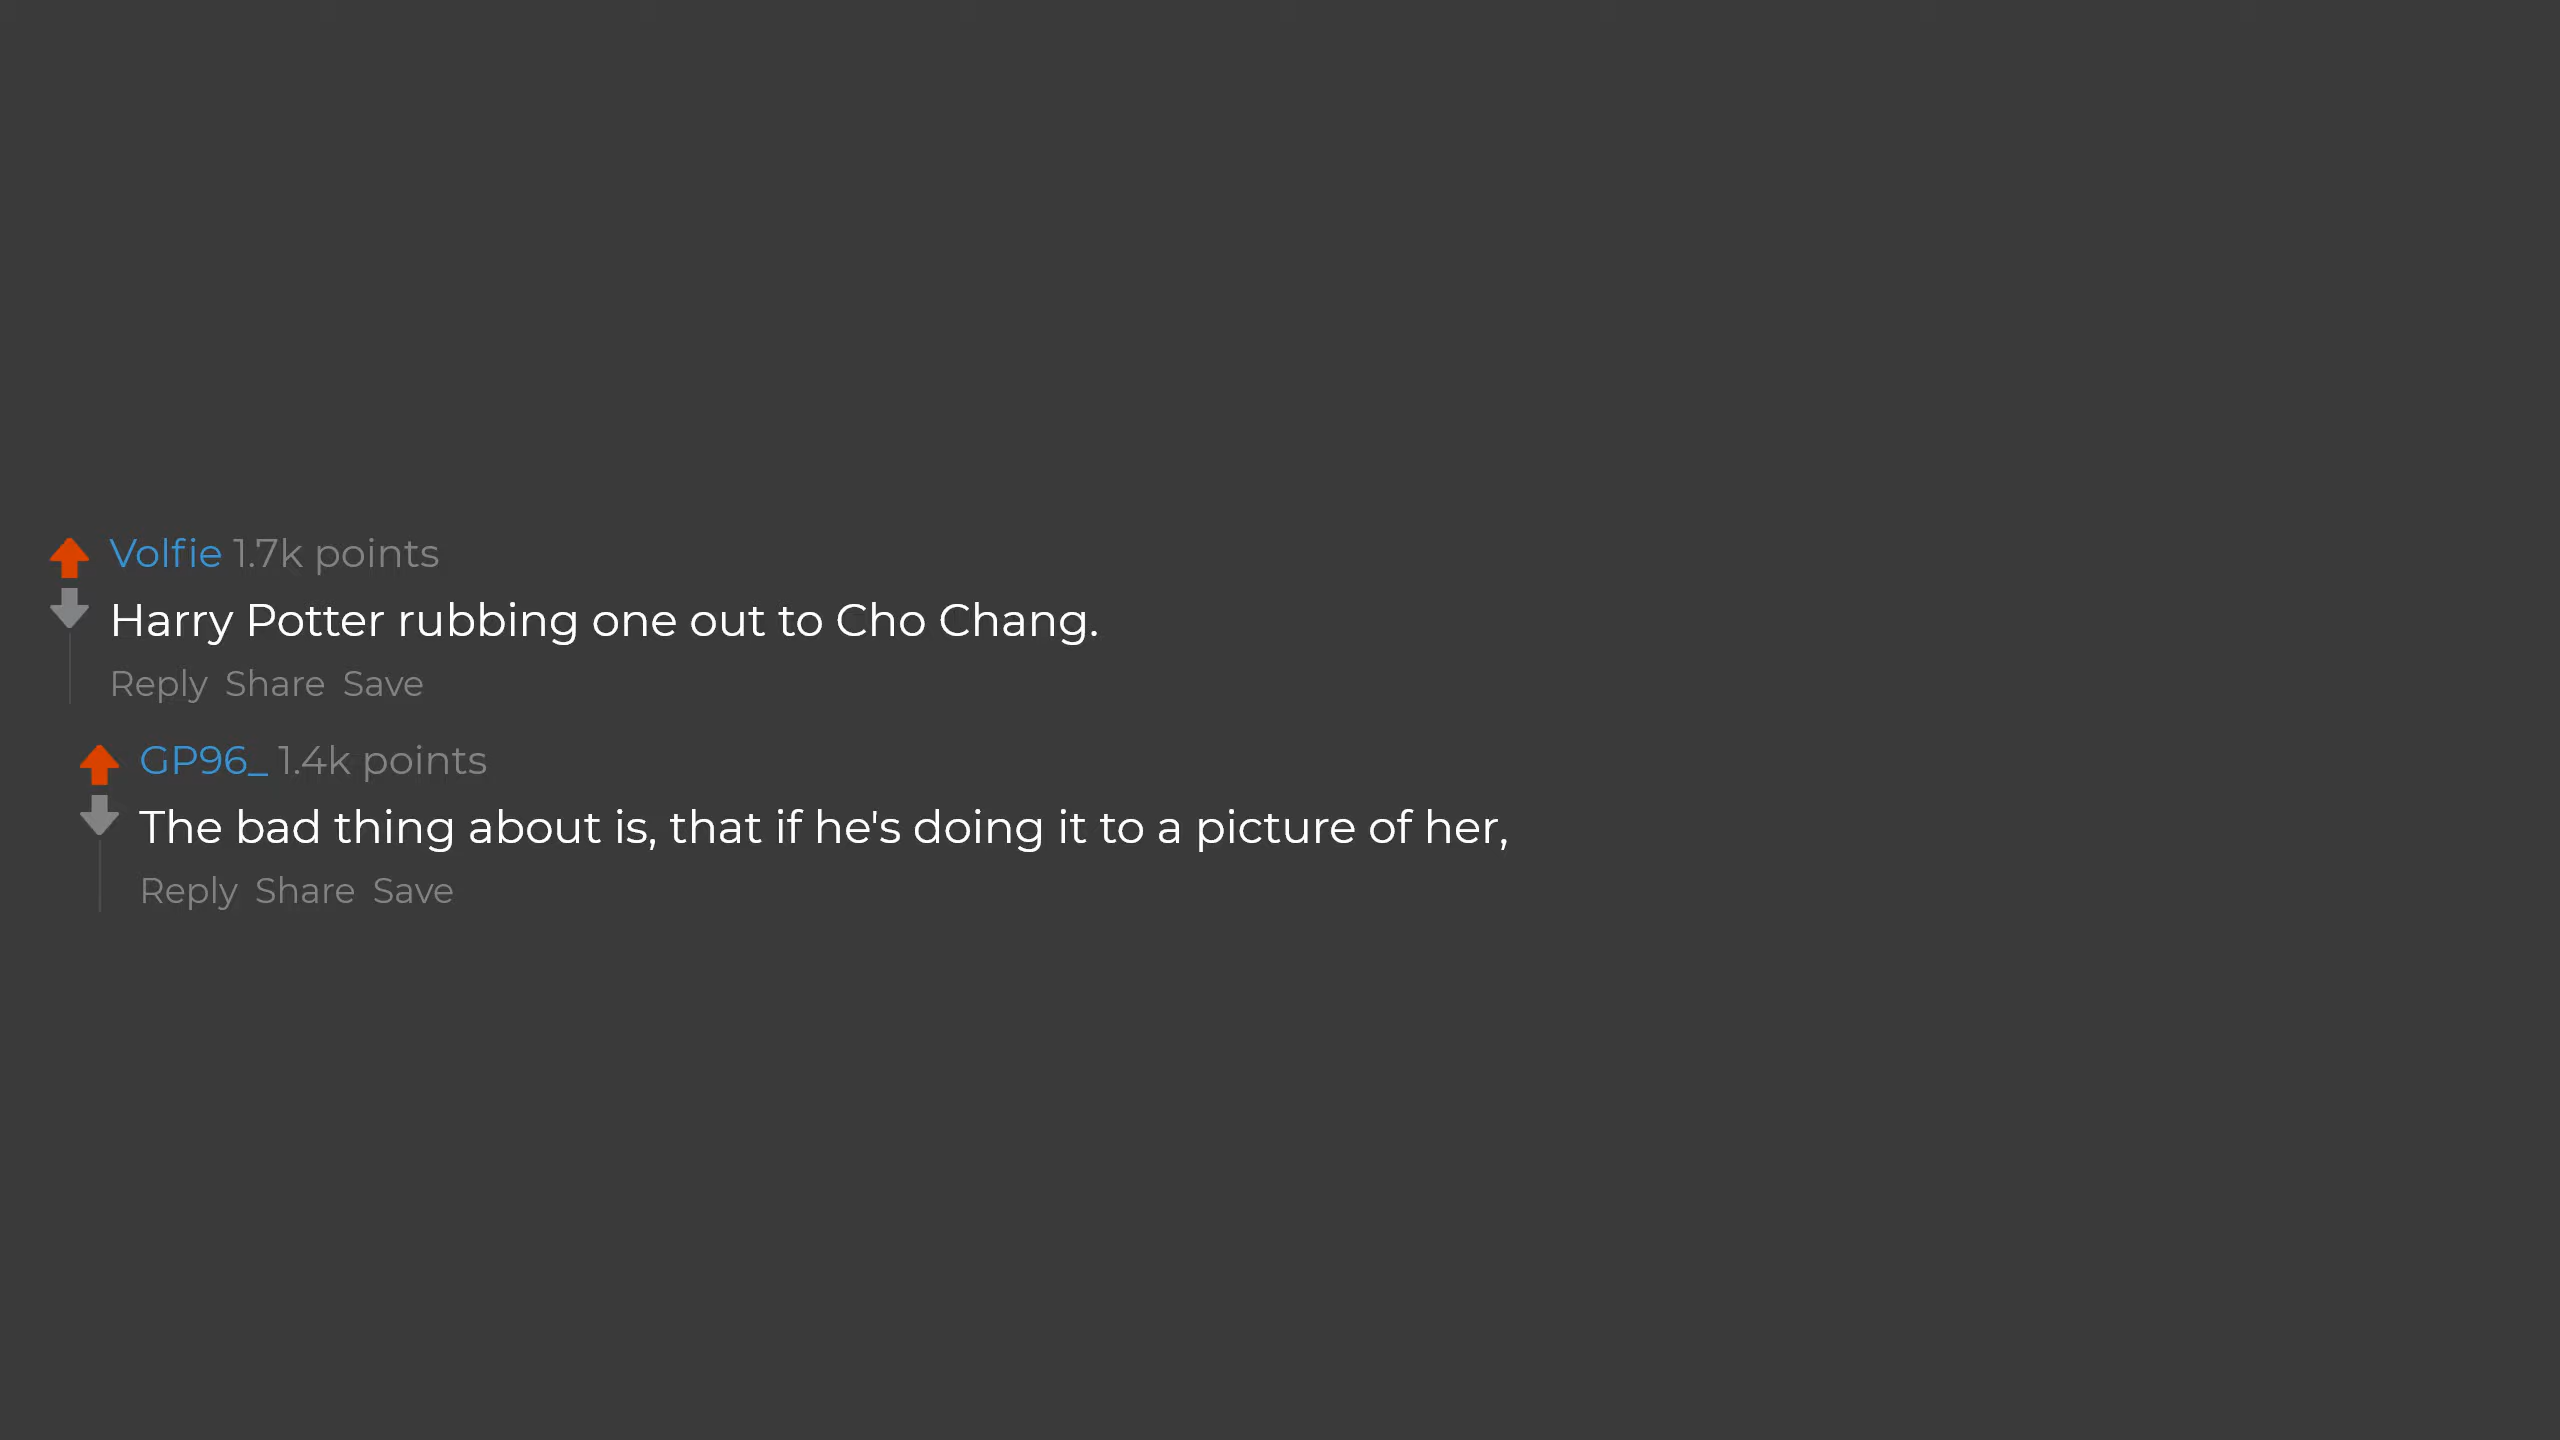 Volfie 1.7k points
Harry Potter rubbing one out to Cho Chang.
Reply Share Save
GP96_ 1.4k points
The bad thing about is, that if he's doing it to a picture of her,
Reply Share Save